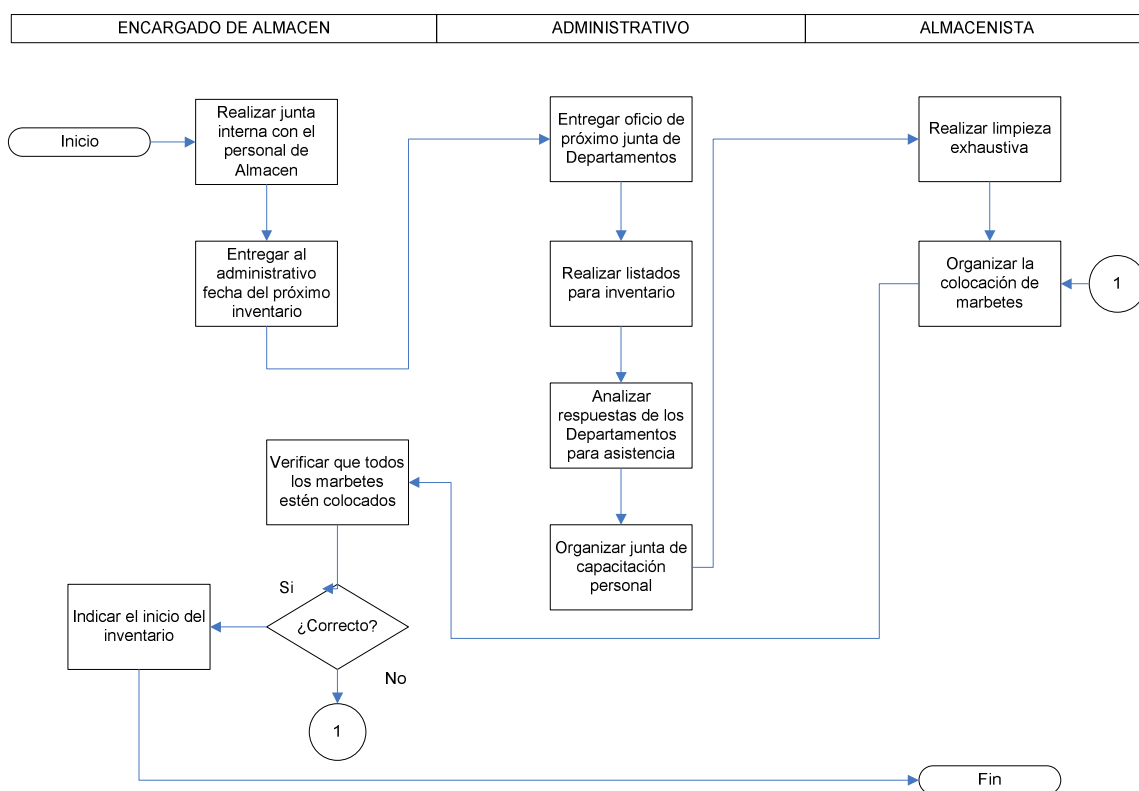 ENCARGADO DE ALMACEN
ADMINISTRATIVO
ALMACENISTA
Inicio
Realizar junta
interna con el
personal de
Almacen
Entregar oficio de
próximo junta de
Departamentos
Realizar limpieza
exhaustiva
Entregar al
administrativo
fecha del próximo
inventario
Realizar listados
para inventario
Organizar la
colocación de
marbetes
1
Analizar
respuestas de los
Departamentos
para asistencia
Verificar que todos
los marbetes
estén colocados
Organizar junta de
capacitación
personal
Si
Indicar el inicio del
inventario
¿Correcto?
No
1
Fin